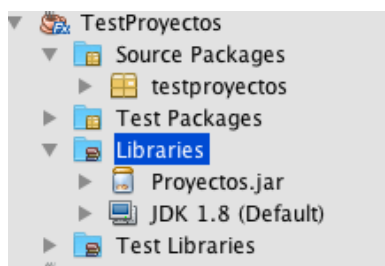 TestProyectos
Source Packages
testproyectos
Test Packages
Libraries
Proyectos.jar
JDK 1.8 (Default)
Test Libraries